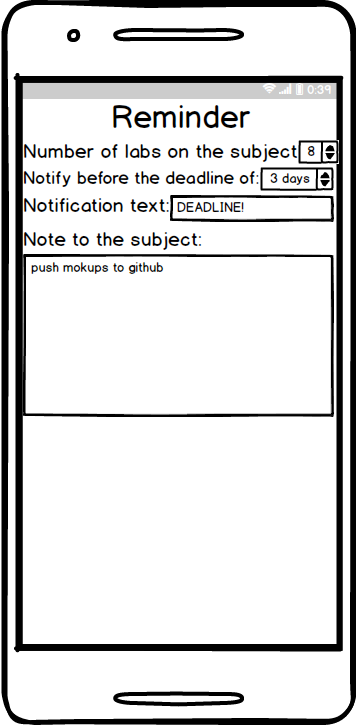 0:39
Reminder
Number of labs on the subject 8
Notify before the deadline of: 3 days
Notification text: DEADLINE!
Note to the subject:
push mokups to github